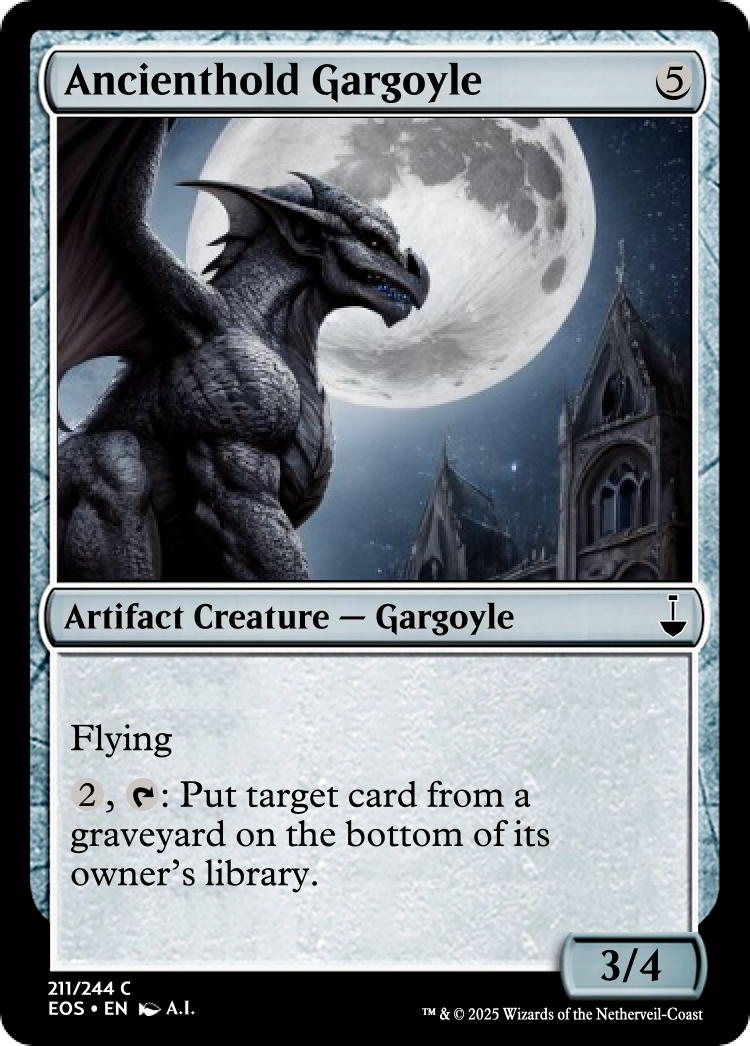 Ancienthold Gargoyle 5
Artifact Creature — Gargoyle
Flying
2, : Put target card from a
graveyard on the bottom of its
owner's library.
3/4
211/244 C
EOS • EN A.I.
™ & © 2025 Wizards of the Netherveil-Coast